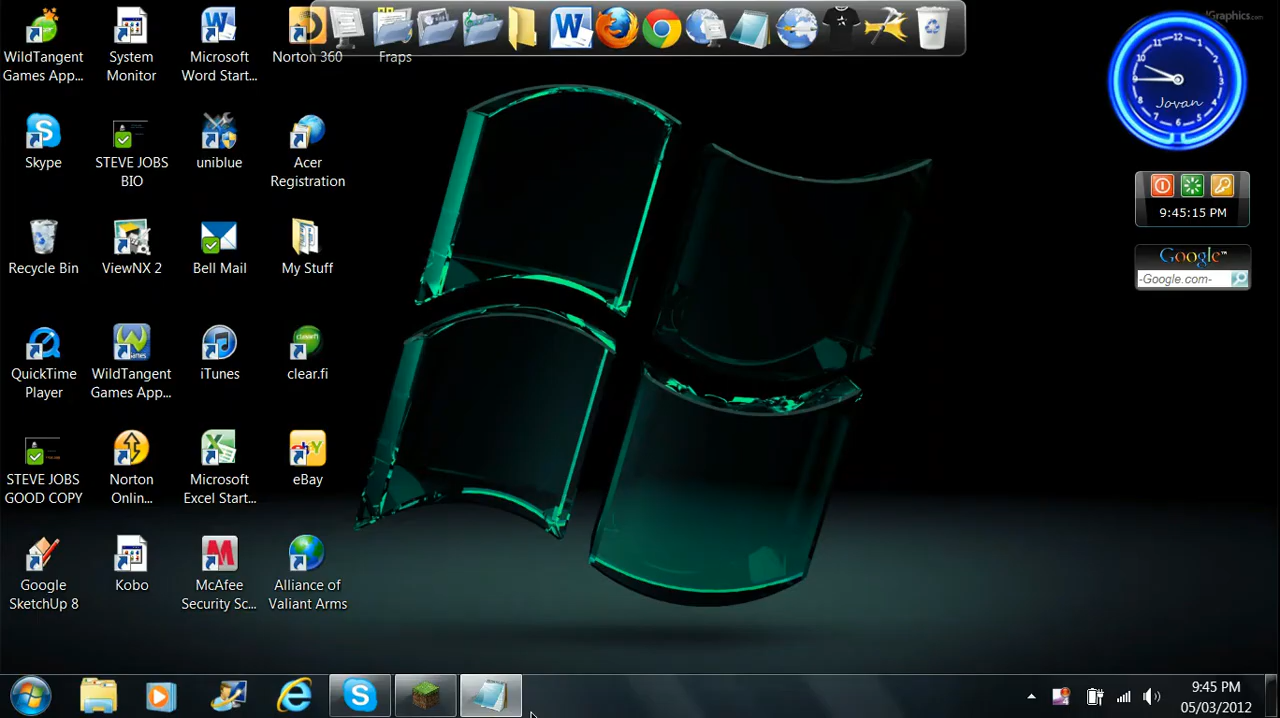 WildTangent
Games App...
System
Monitor
Microsoft
Word Start...
Norton 360
Fraps
Skype
STEVE JOBS
BIO
uniblue
Acer
Registration
Recycle Bin
ViewNX 2
Bell Mail
My Stuff
QuickTime
Player
WildTangent
Games App...
iTunes
clear.fi
STEVE JOBS
GOOD COPY
Norton
Onlin...
Microsoft
Excel Start...
eBay
Google
SketchUp 8
Kobo
McAfee
Security Sc...
Alliance of
Valiant Arms
Jovan
9:45:15 PM
Google™
-Google.com-
9:45 PM
05/03/2012